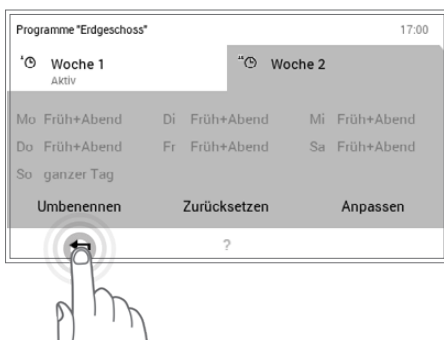 Programme "Erdgeschoss" 17:00
Woche 1 Woche 2
Aktiv
Mo Früh+Abend Di Früh+Abend Mi Früh+Abend
Do Früh+Abend Fr Früh+Abend Sa Früh+Abend
So ganzer Tag
Umbenennen Zurücksetzen Anpassen
?